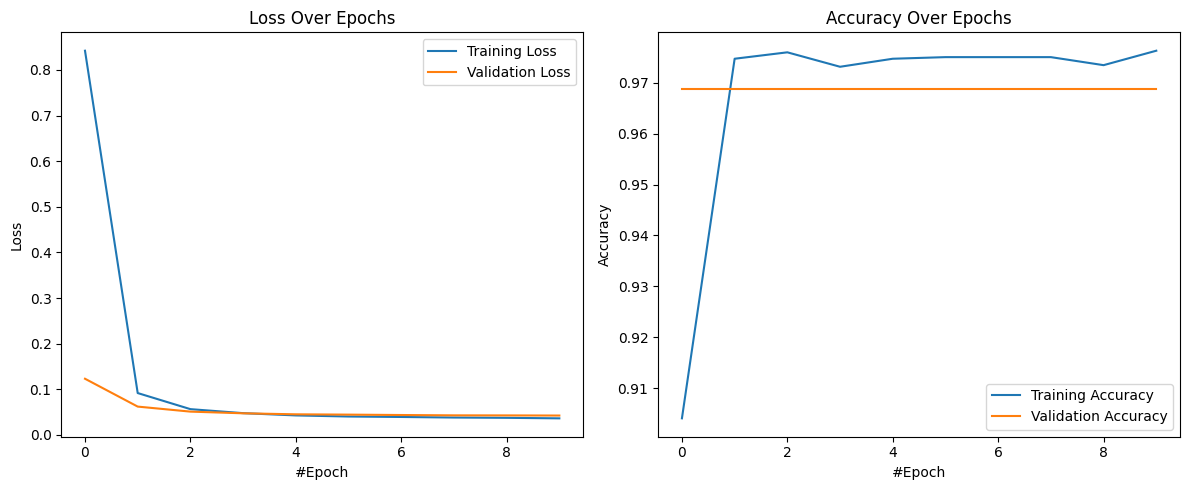 Loss Over Epochs
Training Loss
Validation Loss
0.8
0.7
0.6
0.5
0.4
0.3
0.2
0.1
0.0
Loss
0 2 4 6 8
#Epoch
Accuracy Over Epochs
0.97
0.96
0.95
0.94
0.93
0.92
0.91
Accuracy
Training Accuracy
Validation Accuracy
0 2 4 6 8
#Epoch